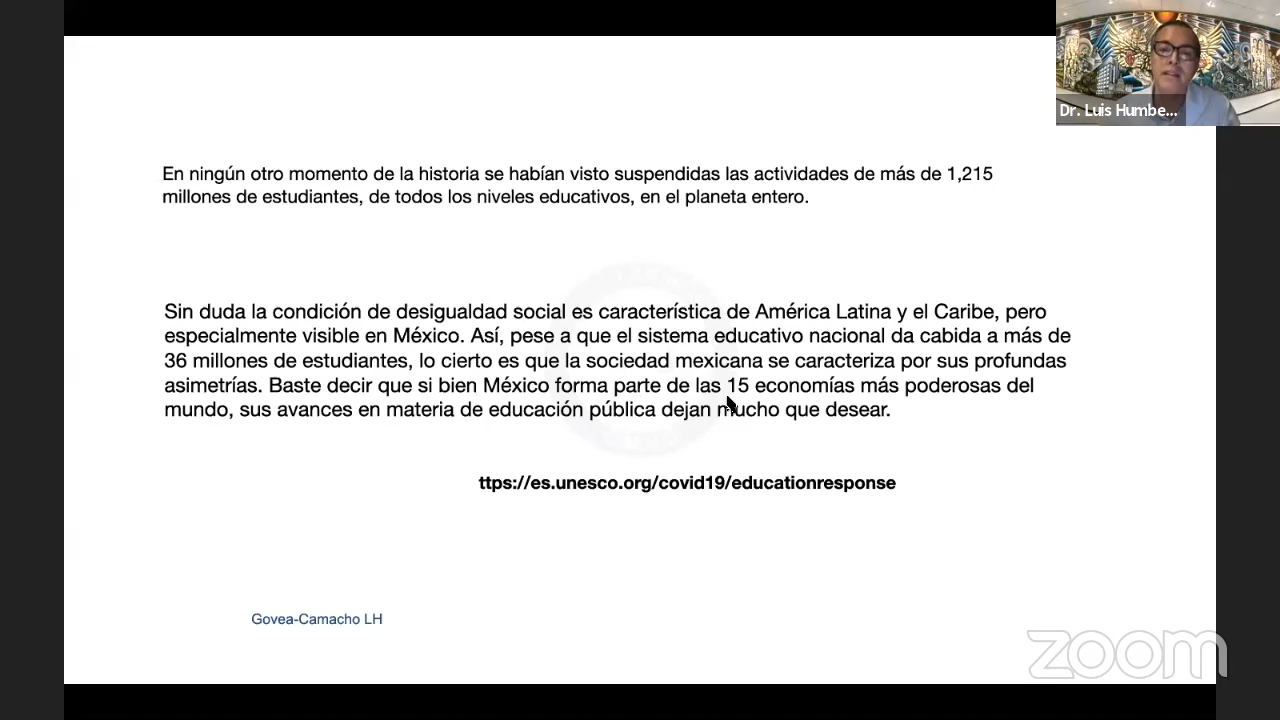 Dr. Luis Humbe...
En ningún otro momento de la historia se habían visto suspendidas las actividades de más de 1,215
millones de estudiantes, de todos los niveles educativos, en el planeta entero.
Sin duda la condición de desigualdad social es característica de América Latina y el Caribe, pero
especialmente visible en México. Así, pese a que el sistema educativo nacional da cabida a más de
36 millones de estudiantes, lo cierto es que la sociedad mexicana se caracteriza por sus profundas
asimetrías. Baste decir que si bien México forma parte de las 15 economías más poderosas del
mundo, sus avances en materia de educación pública dejan mucho que desear.
ttps://es.unesco.org/covid19/educationresponse
Govea-Camacho LH
zoom